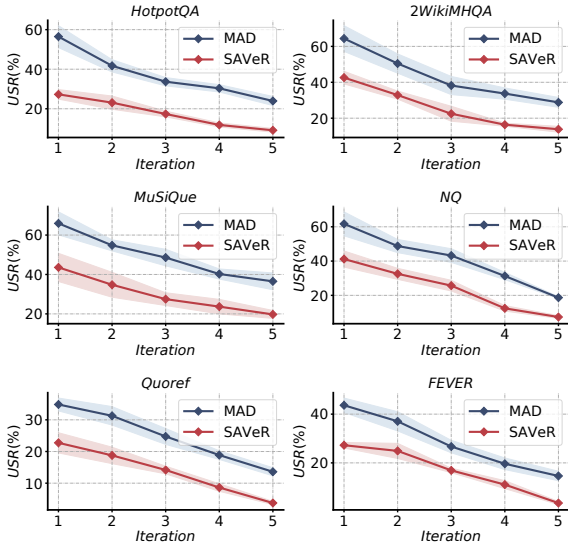 HotpotQA
USR(%)
60
40
20
MAD
SAVeR
1 2 3 4 5
Iteration
2WikiMHQA
USR(%)
60
40
20
MAD
SAVeR
1 2 3 4 5
Iteration
MuSiQue
USR(%)
60
40
20
MAD
SAVeR
1 2 3 4 5
Iteration
NQ
USR(%)
60
40
20
MAD
SAVeR
1 2 3 4 5
Iteration
Quoref
USR(%)
30
20
10
MAD
SAVeR
1 2 3 4 5
Iteration
FEVER
USR(%)
40
20
MAD
SAVeR
1 2 3 4 5
Iteration